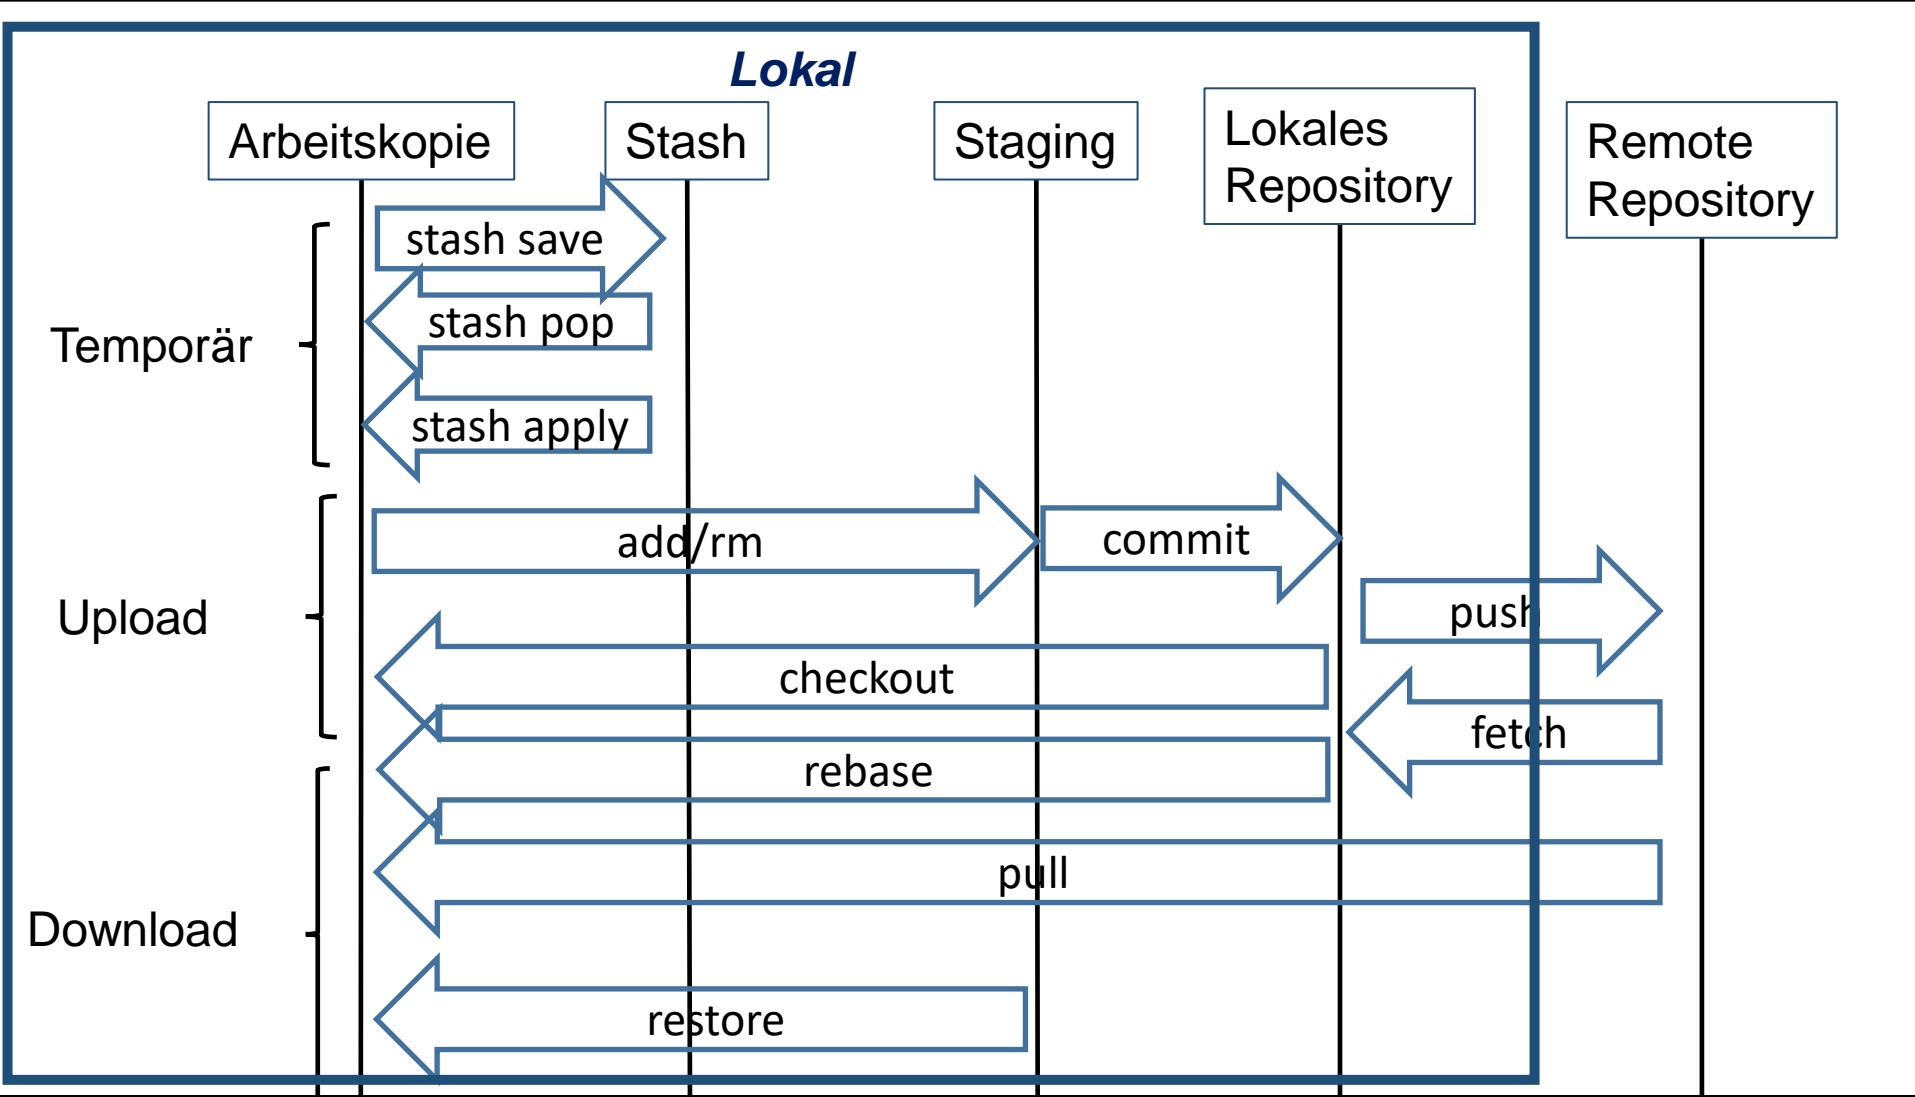 Lokal
Arbeitskopie
Stash
Staging
Lokales
Repository
Remote
Repository
Temporär
stash save
stash pop
stash apply
Upload
add/rm
commit
push
checkout
fetch
rebase
Download
pull
restore